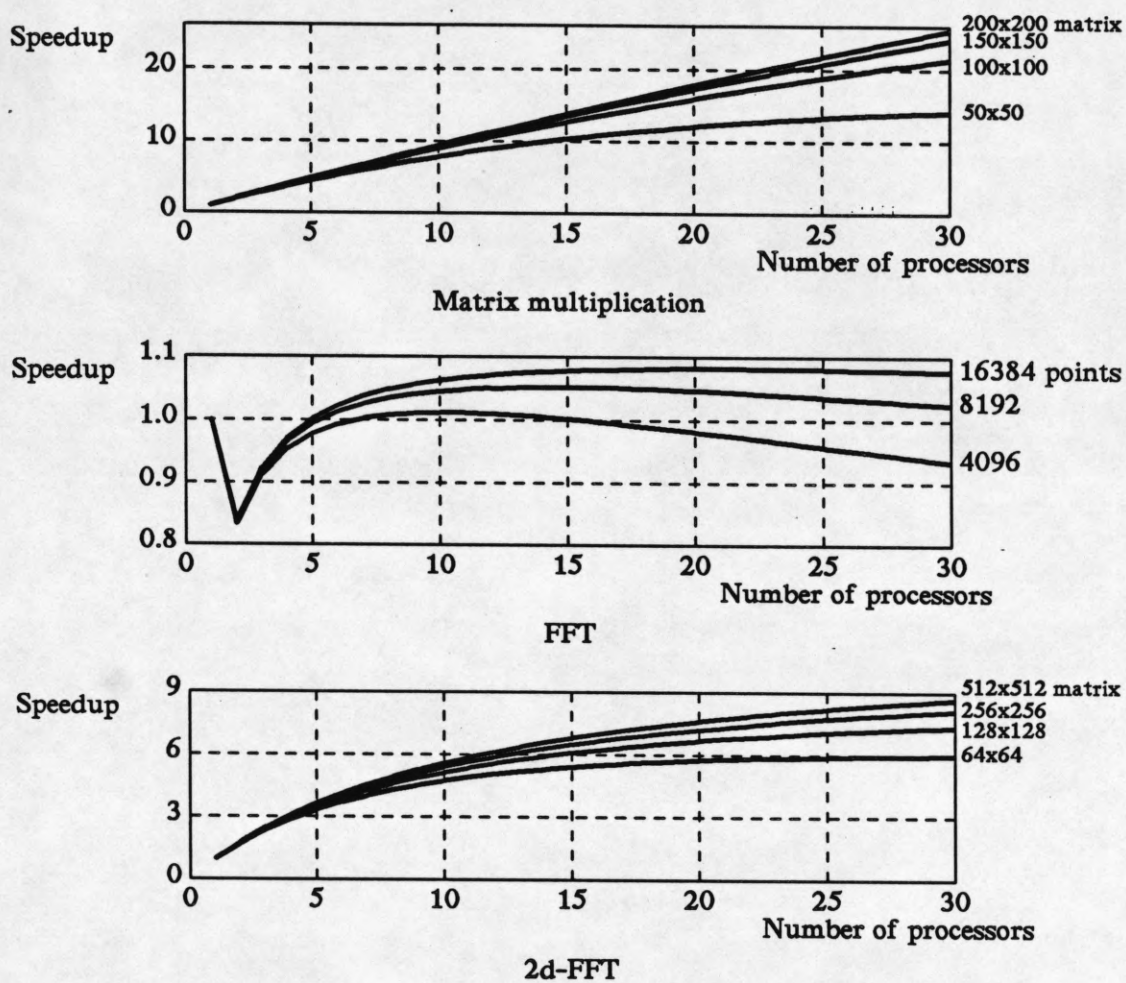 Speedup
20
10
0
200x200 matrix
150x150
100x100
50x50
0 5 10 15 20 25 30
Number of processors
Matrix multiplication
Speedup
1.1
1.0
0.9
0.8
16384 points
8192
4096
0 5 10 15 20 25 30
Number of processors
FFT
Speedup
9
6
3
0
512x512 matrix
256x256
128x128
64x64
0 5 10 15 20 25 30
Number of processors
2d-FFT